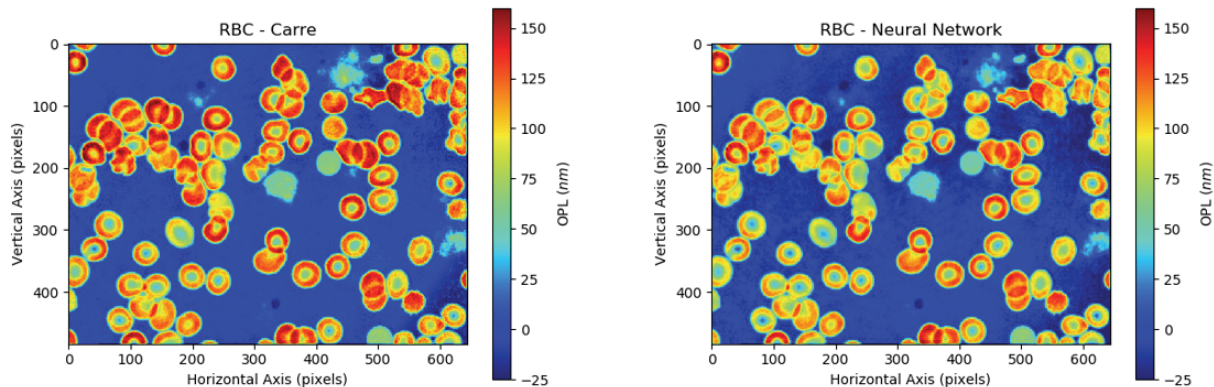 RBC - Carre
0
100
200
300
400
Vertical Axis (pixels)
0 100 200 300 400 500 600
Horizontal Axis (pixels)
150
125
100
75
50
25
0
−25
OPL (nm)
RBC - Neural Network
0
100
200
300
400
Vertical Axis (pixels)
0 100 200 300 400 500 600
Horizontal Axis (pixels)
150
125
100
75
50
25
0
−25
OPL (nm)